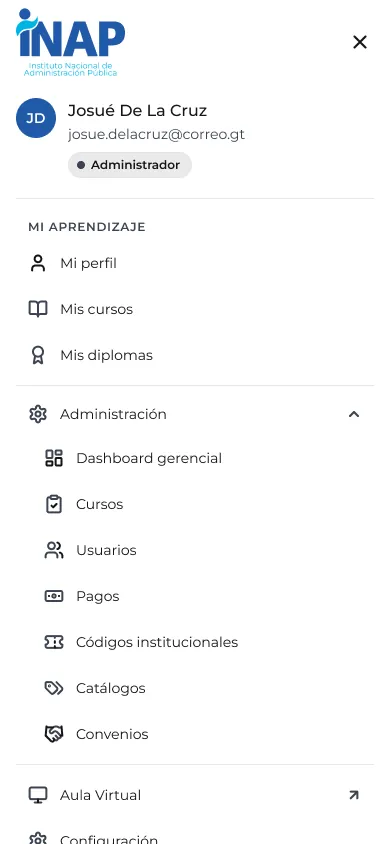 iNAP
Instituto Nacional de
Administración Pública
JD
Josué De La Cruz
josue.delacruz@correo.gt
Administrador
MI APRENDIZAJE
Mi perfil
Mis cursos
Mis diplomas
Administración
Dashboard gerencial
Cursos
Usuarios
Pagos
Códigos institucionales
Catálogos
Convenios
Aula Virtual
Configuración